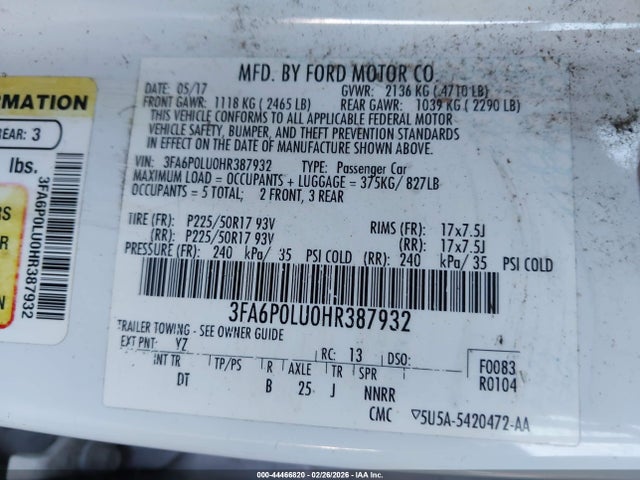 MFD. BY FORD MOTOR CO.
DATE: 05/17 GVWR: 2136 KG ( 4710 LB)
FRONT GAWR: 1118 KG ( 2465 LB) REAR GAWR: 1039 KG ( 2290 LB)
THIS VEHICLE CONFORMS TO ALL APPLICABLE FEDERAL MOTOR
VEHICLE SAFETY, BUMPER, AND THEFT PREVENTION STANDARDS
IN EFFECT ON THE DATE OF MANUFACTURE SHOWN ABOVE.
VIN: 3FA6P0LU0HR387932 TYPE: Passenger Car
MAXIMUM LOAD = OCCUPANTS + LUGGAGE = 375KG/ 827LB
OCCUPANTS = 5 TOTAL; 2 FRONT, 3 REAR
TIRE (FR): P225/50R17 93V RIMS (FR): 17x7.5J
(RR): P225/50R17 93V (RR): 17x7.5J
PRESSURE (FR): 240 kPa/ 35 PSI COLD (RR): 240 kPa/ 35 PSI COLD
3FA6P0LU0HR387932
TRAILER TOWING - SEE OWNER GUIDE
EXT PNT: YZ RC: 13 DSO: F0083
INT TR TP/PS R AXLE TR SPR R0104
DT B 25 J NNRR
CMC 5U5A-5420472-AA
ORMATION
REAR: 3
lbs.
3FA6P0LU0HR387932
RS
R
ON
000-44466820 - 02/26/2026 - IAA, Inc.